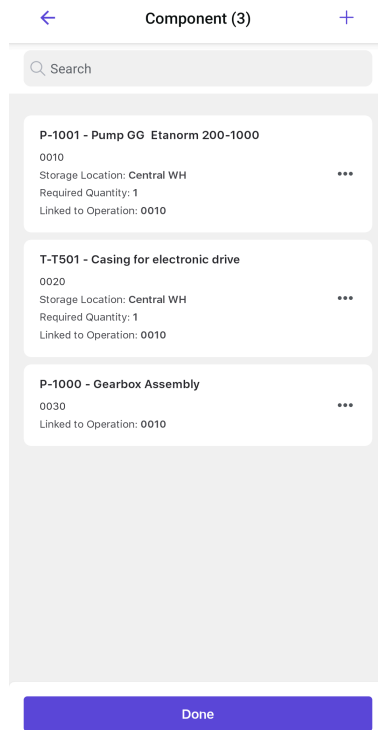 Component (3)
Search
P-1001 - Pump GG  Etanorm 200-1000
0010
Storage Location: Central WH
Required Quantity: 1
Linked to Operation: 0010
T-T501 - Casing for electronic drive
0020
Storage Location: Central WH
Required Quantity: 1
Linked to Operation: 0010
P-1000 - Gearbox Assembly
0030
Linked to Operation: 0010
Done